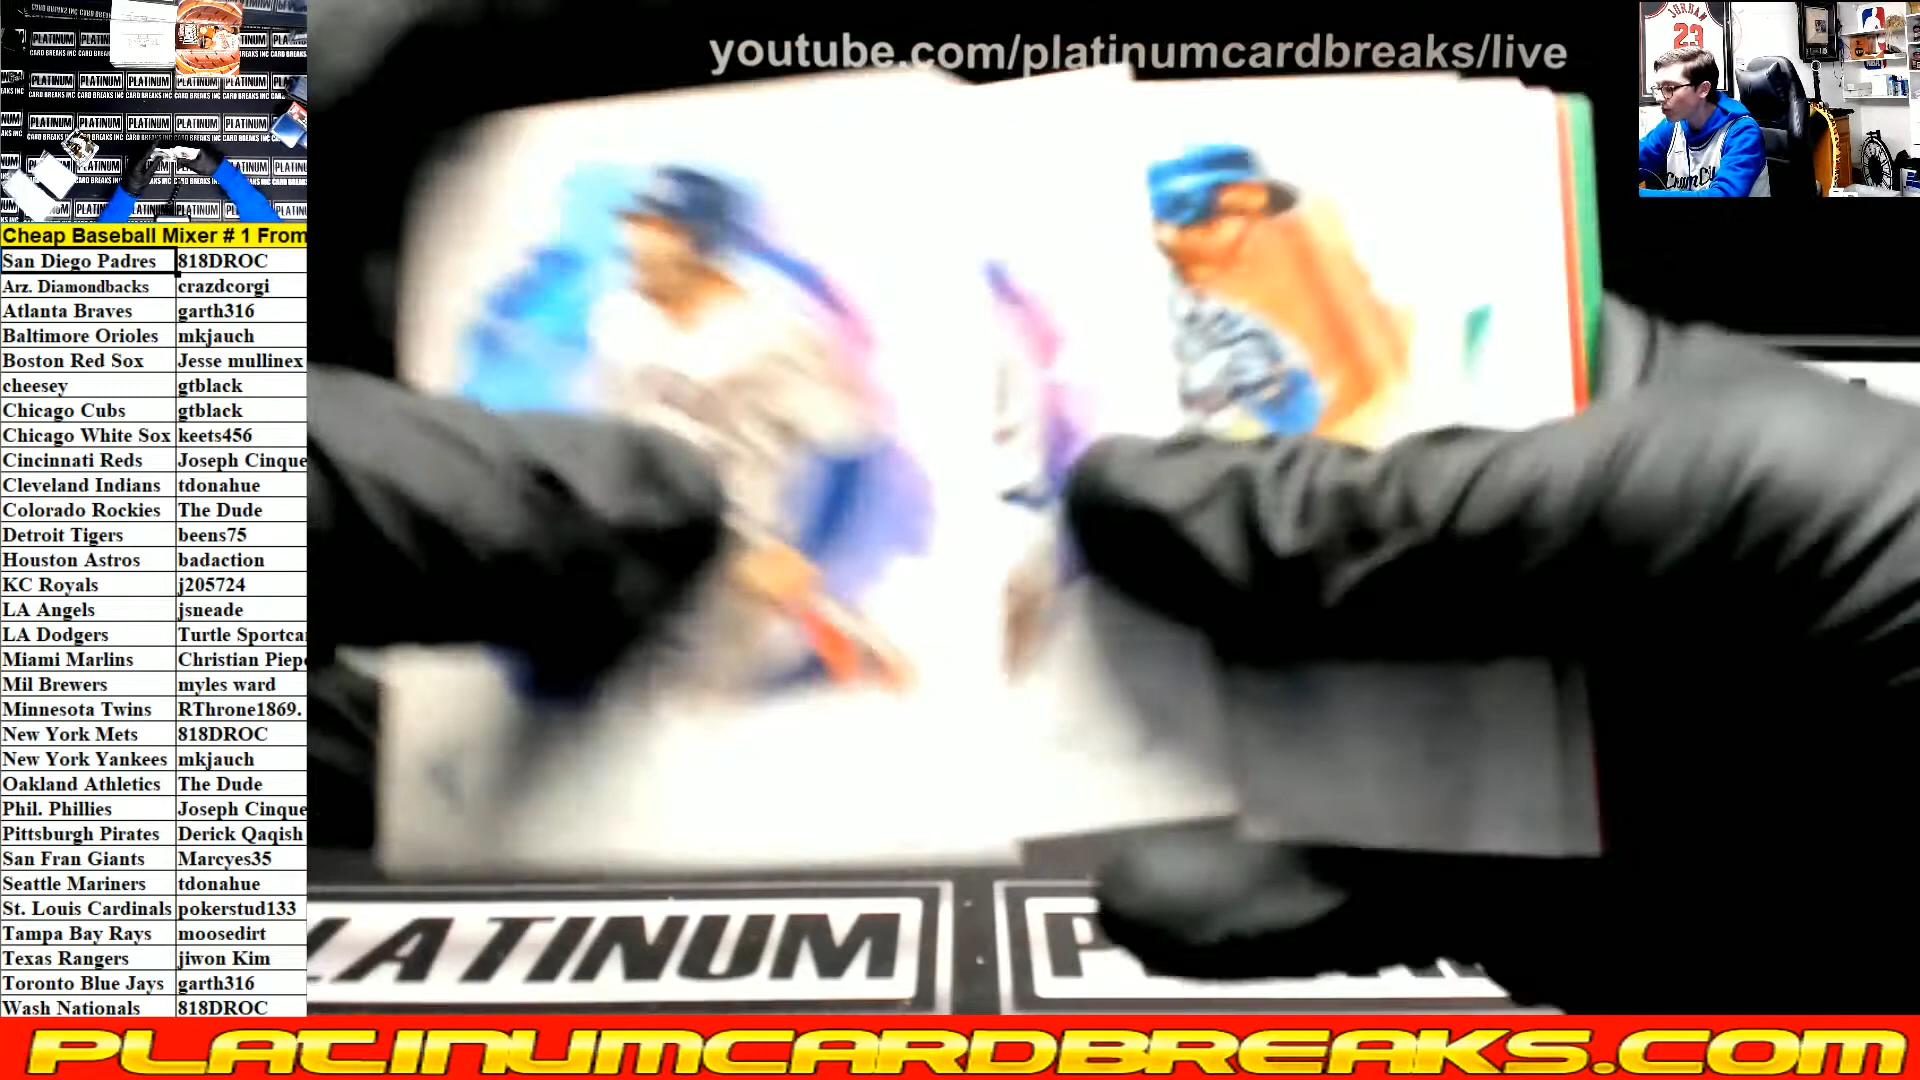 youtube.com/platinumcardbreaks/live
JORDAN
23
PLATINUM
CARD BREAKS INC
Cheap Baseball Mixer # 1 From
San Diego Padres 818DROC
Arz. Diamondbacks crazdcorgi
Atlanta Braves garth316
Baltimore Orioles mkjauch
Boston Red Sox Jesse mullinex
cheesey gtblack
Chicago Cubs gtblack
Chicago White Sox keets456
Cincinnati Reds Joseph Cinque
Cleveland Indians tdonahue
Colorado Rockies The Dude
Detroit Tigers beens75
Houston Astros badaction
KC Royals j205724
LA Angels jsneade
LA Dodgers Turtle Sportcar
Miami Marlins Christian Piep
Mil Brewers myles ward
Minnesota Twins RThrone1869.
New York Mets 818DROC
New York Yankees mkjauch
Oakland Athletics The Dude
Phil. Phillies Joseph Cinque
Pittsburgh Pirates Derick Qaqish
San Fran Giants Marcyes35
Seattle Mariners tdonahue
St. Louis Cardinals pokerstud133
Tampa Bay Rays moosedirt
Texas Rangers jiwon Kim
Toronto Blue Jays garth316
Wash Nationals 818DROC
LATINUM P
PLATINUMCARDBREAKS.COM